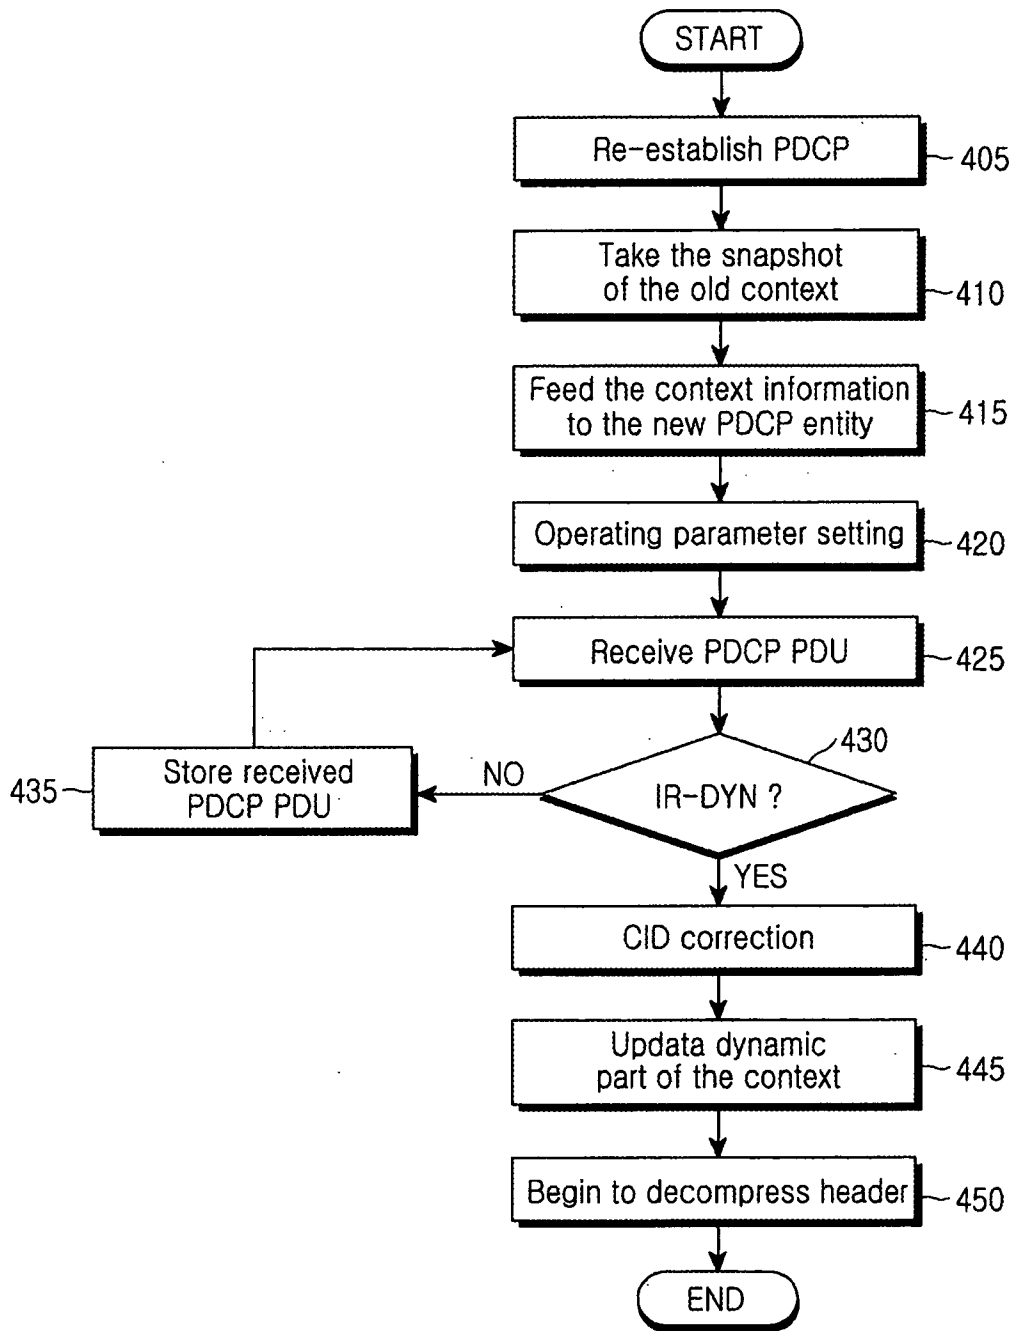 START
Re-establish PDCP
405
Take the snapshot
of the old context
410
Feed the context information
to the new PDCP entity
415
Operating parameter setting
420
Receive PDCP PDU
425
430
IR-DYN ?
NO
435
Store received
PDCP PDU
YES
CID correction
440
Updata dynamic
part of the context
445
Begin to decompress header
450
END